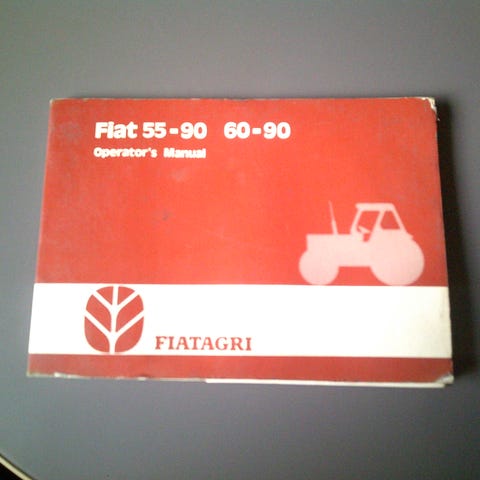 Fiat 55-90 60-90
Operator's Manual
FIATAGRI